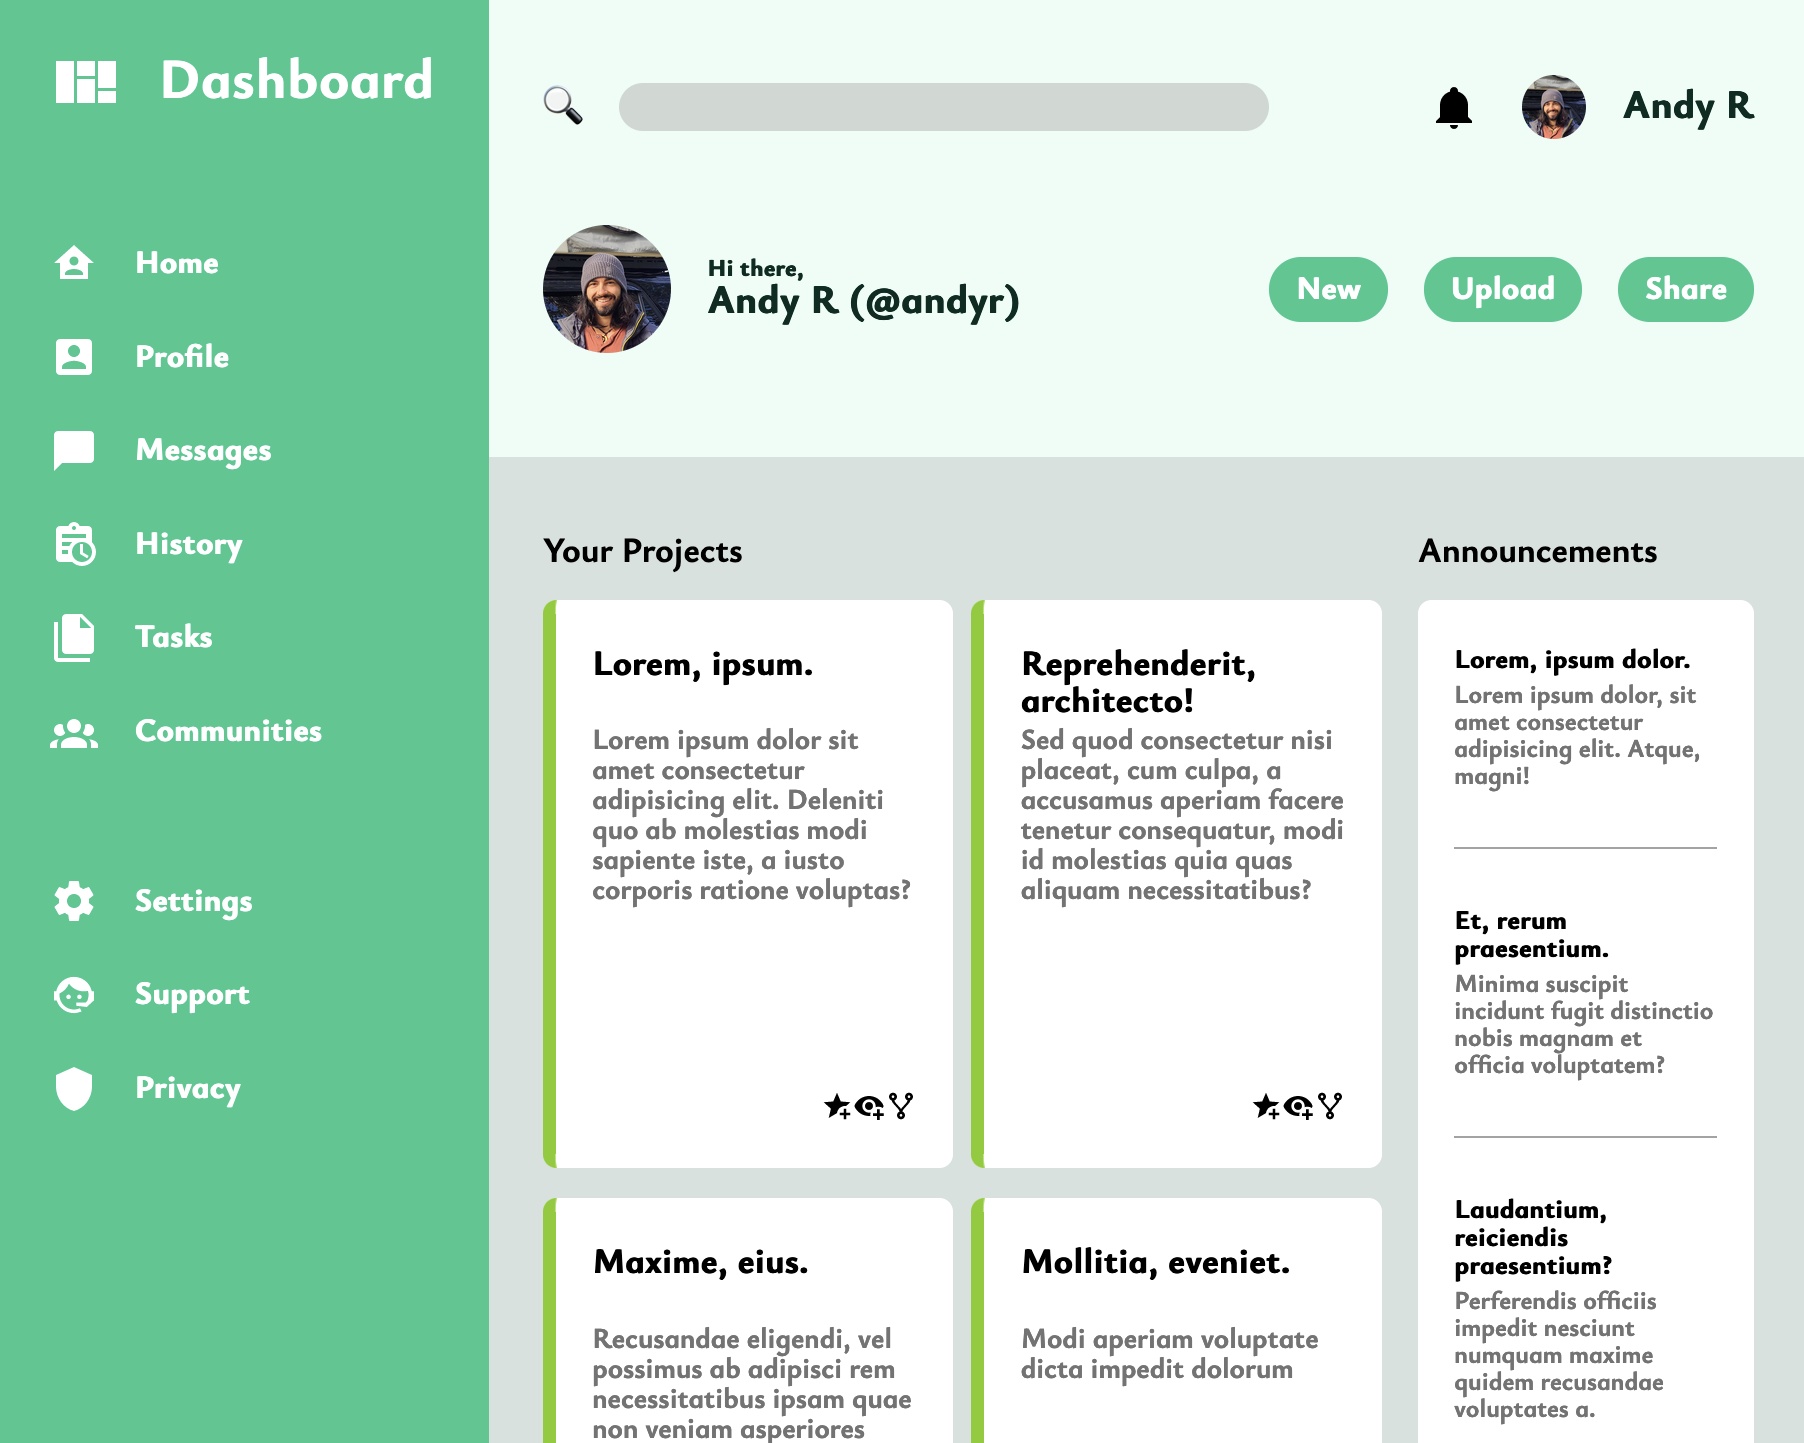 Dashboard
Home
Profile
Messages
History
Tasks
Communities
Settings
Support
Privacy
Andy R
Hi there,
Andy R (@andyr)
New
Upload
Share
Your Projects
Lorem, ipsum.
Lorem ipsum dolor sit
amet consectetur
adipisicing elit. Deleniti
quo ab molestias modi
sapiente iste, a iusto
corporis ratione voluptas?
Reprehenderit,
architecto!
Sed quod consectetur nisi
placeat, cum culpa, a
accusamus aperiam facere
tenetur consequatur, modi
id molestias quia quas
aliquam necessitatibus?
Maxime, eius.
Recusandae eligendi, vel
possimus ab adipisci rem
necessitatibus ipsam quae
non veniam asperiores
Mollitia, eveniet.
Modi aperiam voluptate
dicta impedit dolorum
Announcements
Lorem, ipsum dolor.
Lorem ipsum dolor, sit
amet consectetur
adipisicing elit. Atque,
magni!
Et, rerum
praesentium.
Minima suscipit
incidunt fugit distinctio
nobis magnam et
officia voluptatem?
Laudantium,
reiciendis
praesentium?
Perferendis officiis
impedit nesciunt
numquam maxime
quidem recusandae
voluptates a.